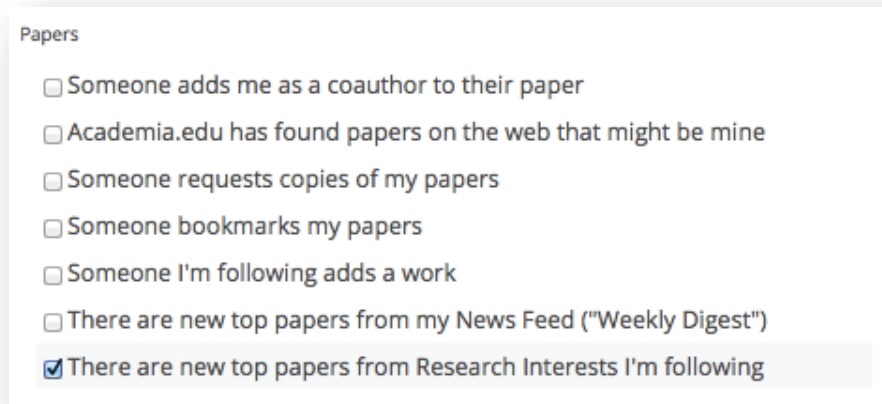 Papers
Someone adds me as a coauthor to their paper
Academia.edu has found papers on the web that might be mine
Someone requests copies of my papers
Someone bookmarks my papers
Someone I'm following adds a work
There are new top papers from my News Feed ("Weekly Digest")
There are new top papers from Research Interests I'm following